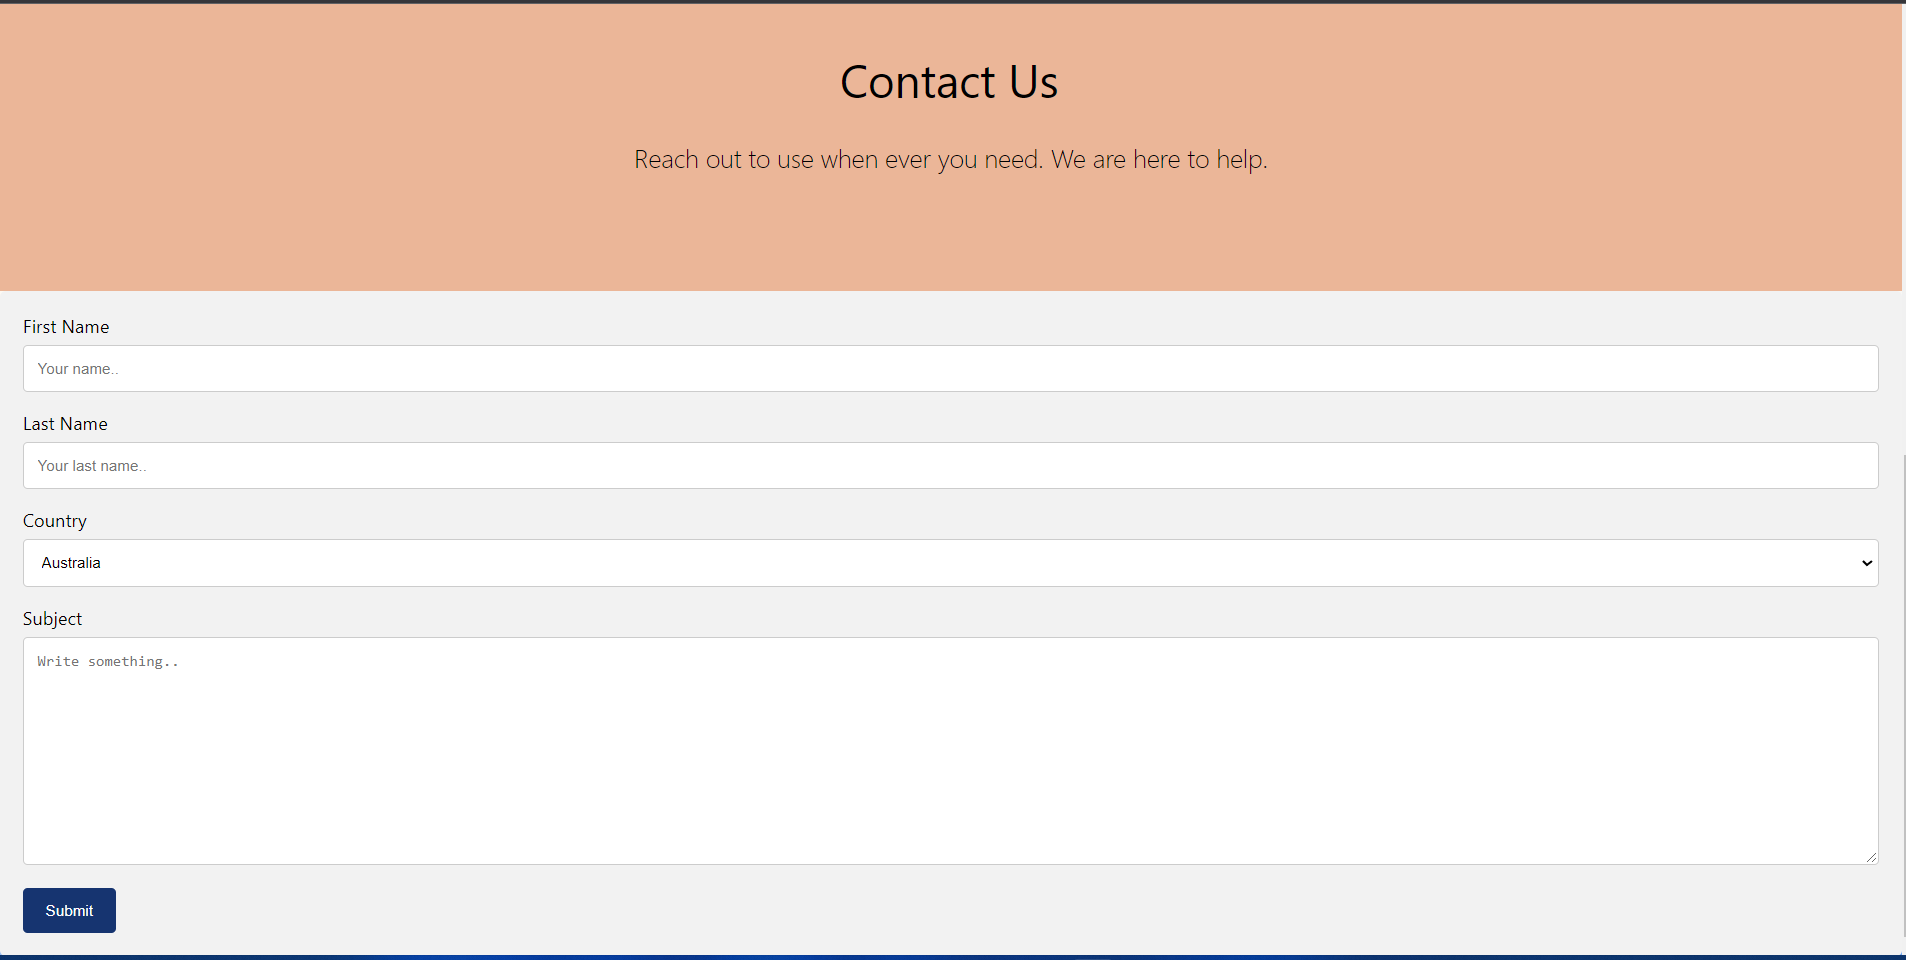 Contact Us
Reach out to use when ever you need. We are here to help.
First Name
Your name..
Last Name
Your last name..
Country
Australia
Subject
Write something..
Submit